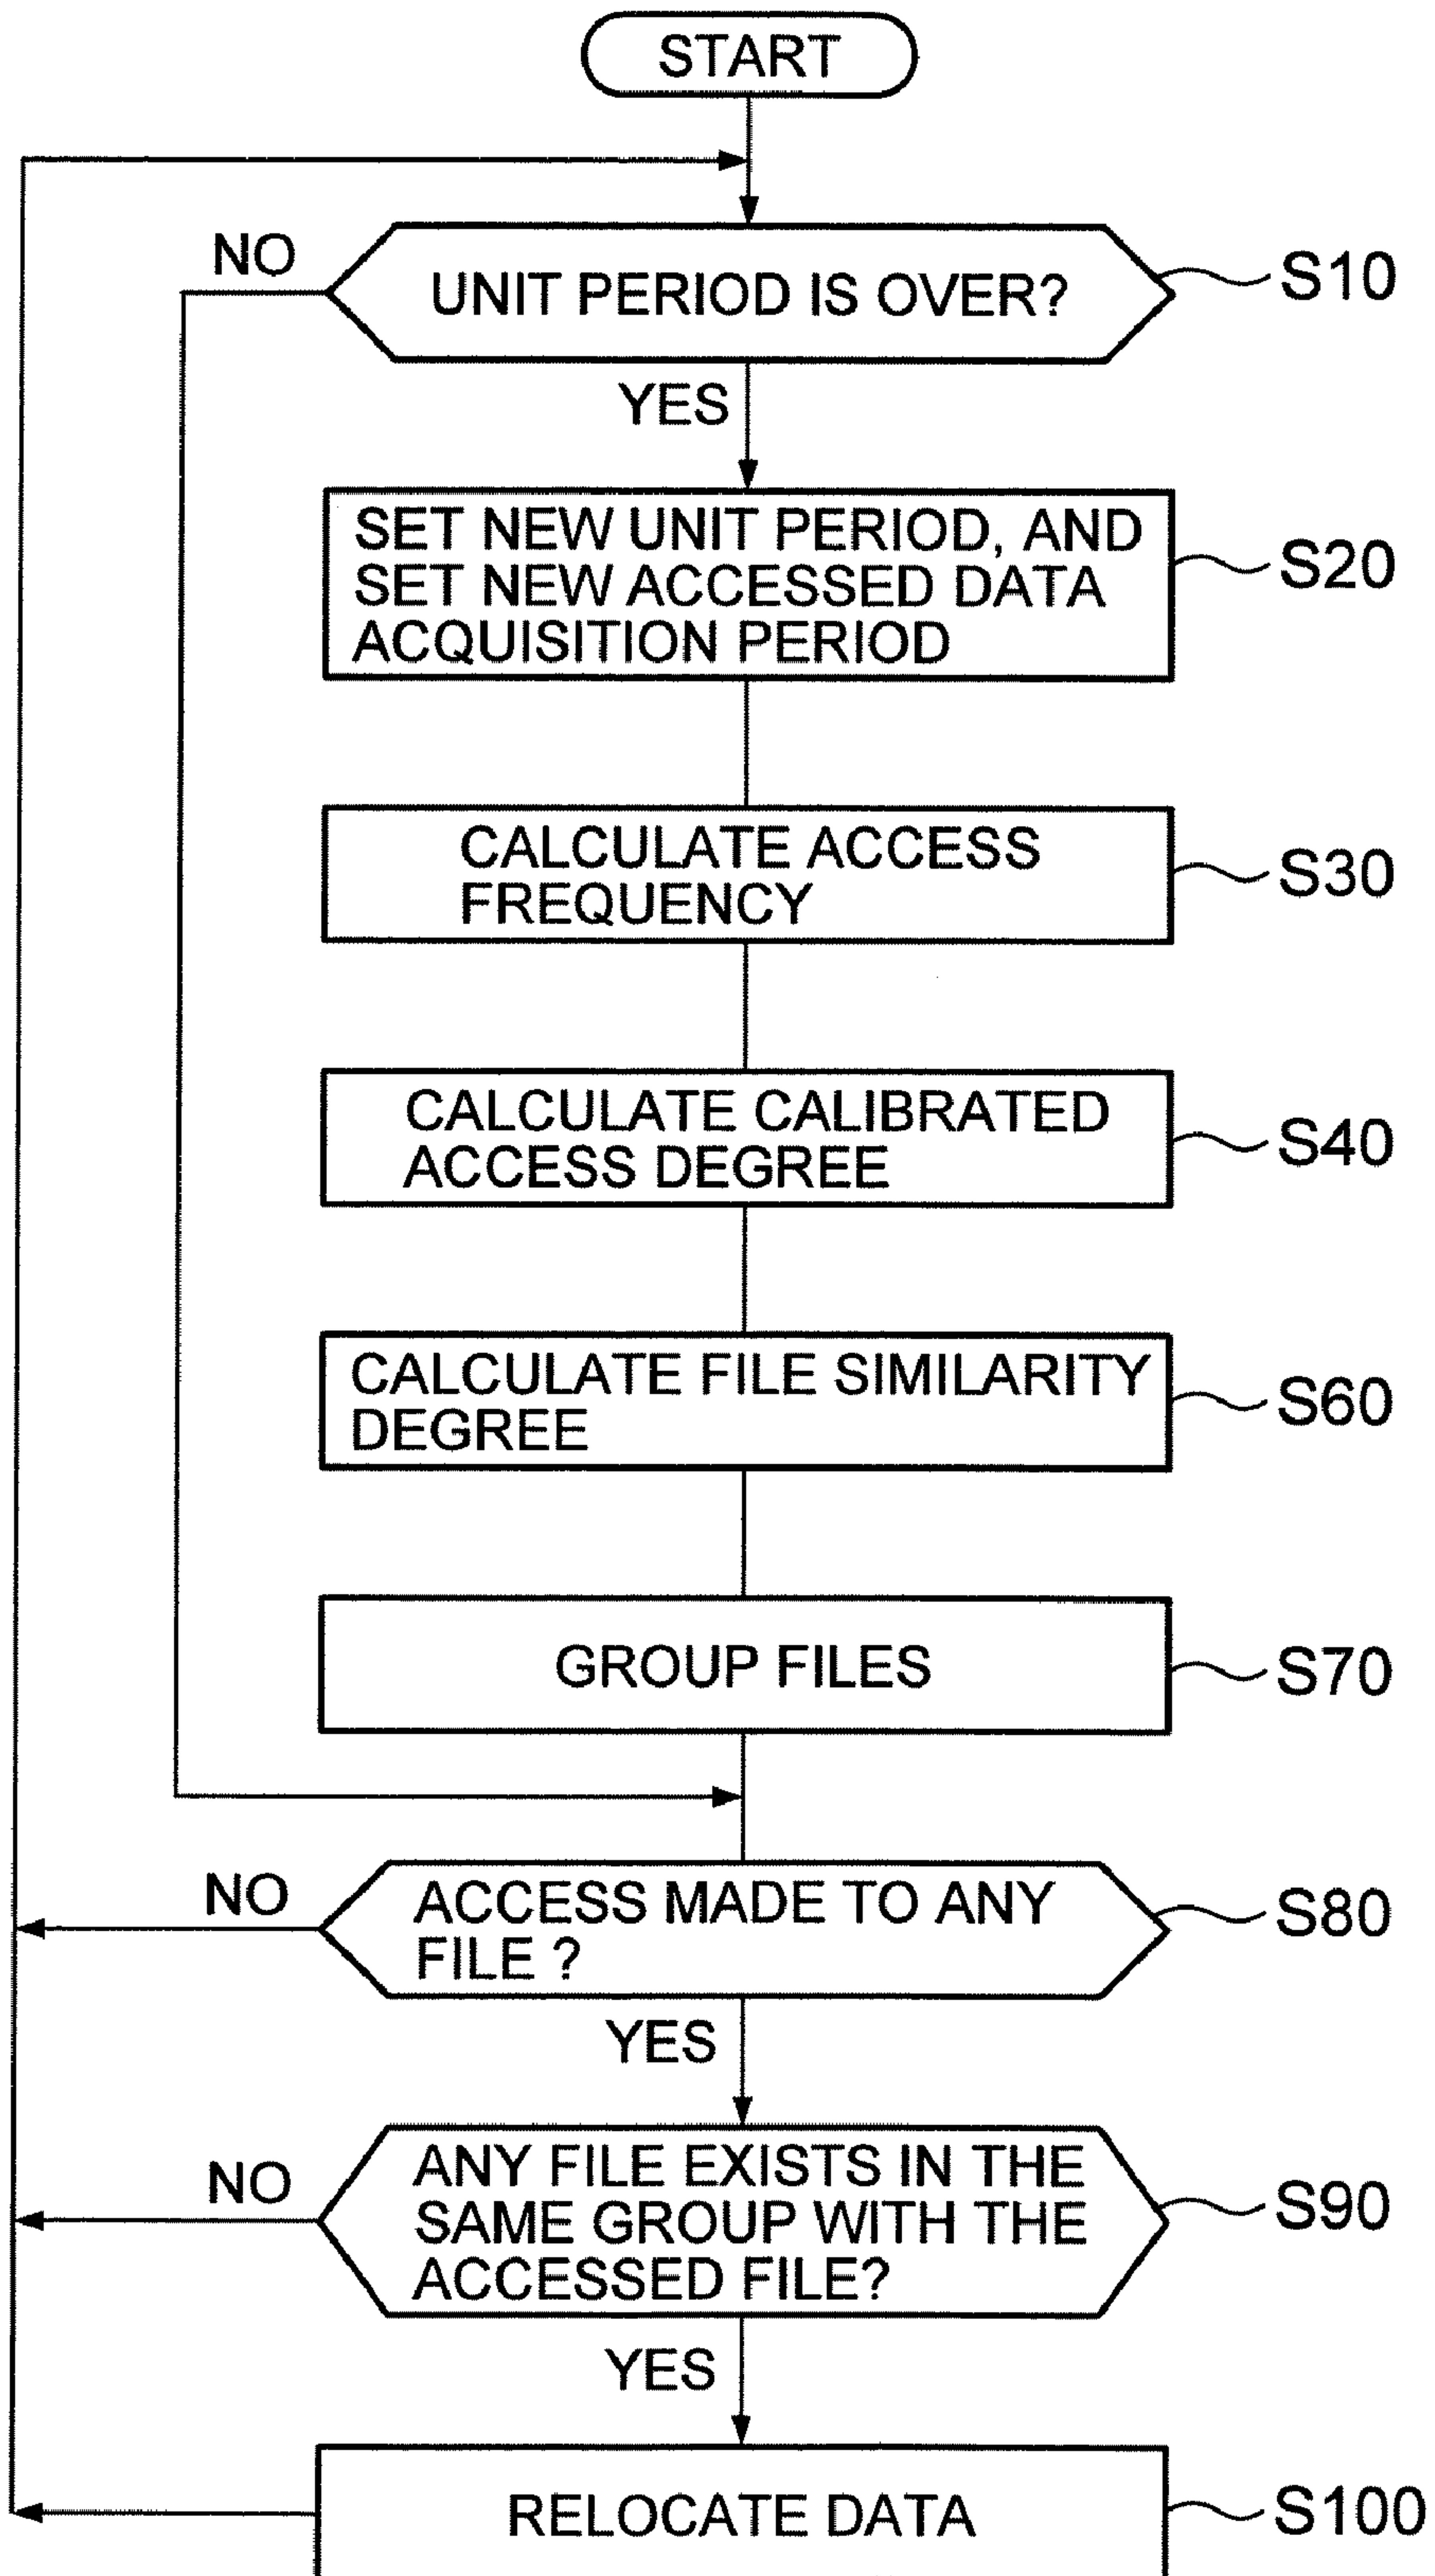 START
NO
UNIT PERIOD IS OVER?
S10
YES
SET NEW UNIT PERIOD, AND
SET NEW ACCESSED DATA
ACQUISITION PERIOD
S20
CALCULATE ACCESS
FREQUENCY
S30
CALCULATE CALIBRATED
ACCESS DEGREE
S40
CALCULATE FILE SIMILARITY
DEGREE
S60
GROUP FILES
S70
NO
ACCESS MADE TO ANY
FILE ?
S80
YES
NO
ANY FILE EXISTS IN THE
SAME GROUP WITH THE
ACCESSED FILE?
S90
YES
RELOCATE DATA
S100